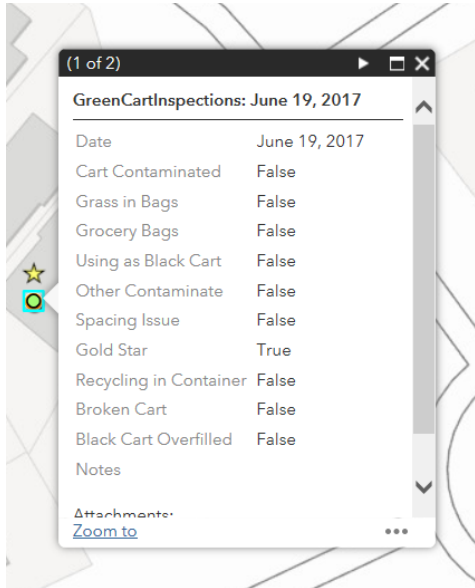 (1 of 2)
GreenCartInspections: June 19, 2017
Date June 19, 2017
Cart Contaminated False
Grass in Bags False
Grocery Bags False
Using as Black Cart False
Other Contaminate False
Spacing Issue False
Gold Star True
Recycling in Container False
Broken Cart False
Black Cart Overfilled False
Notes
Attachments:
Zoom to